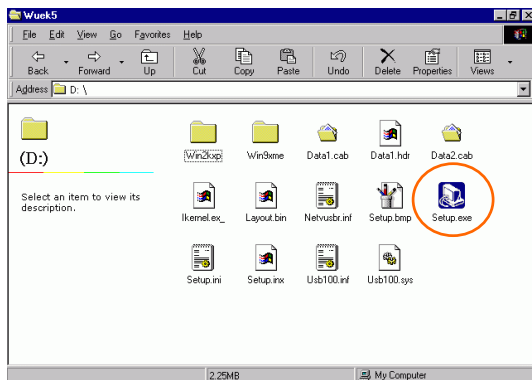 Wuek5
File Edit View Go Favorites Help
Back Forward Up Cut Copy Paste Undo Delete Properties Views
Address D:\
(D:)
Select an item to view its
description.
Win2kxp Win9xme Data1.cab Data1.hdr Data2.cab
Ikernel.ex_ Layout.bin Netvusbr.inf Setup.bmp Setup.exe
Setup.ini Setup.inx Usb100.inf Usb100.sys
2.25MB My Computer